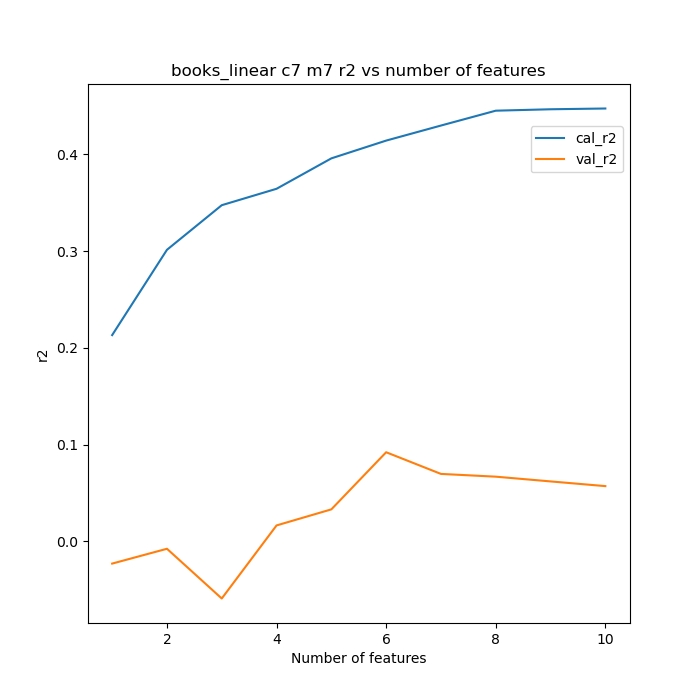 books_linear c7 m7 r2 vs number of features
cal_r2
val_r2
0.4
0.3
0.2
0.1
0.0
r2
2 4 6 8 10
Number of features